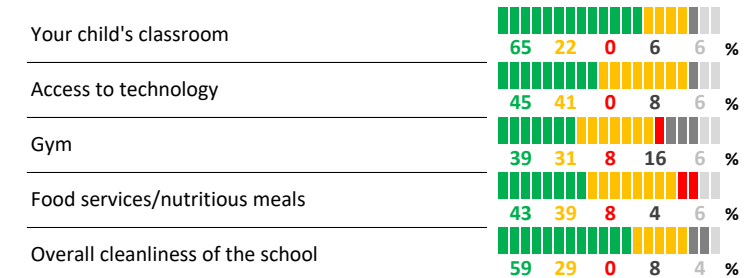 Your child's classroom
65 22 0 6 6 %
Access to technology
45 41 0 8 6 %
Gym
39 31 8 16 6 %
Food services/nutritious meals
43 39 8 4 6 %
Overall cleanliness of the school
59 29 0 8 4 %